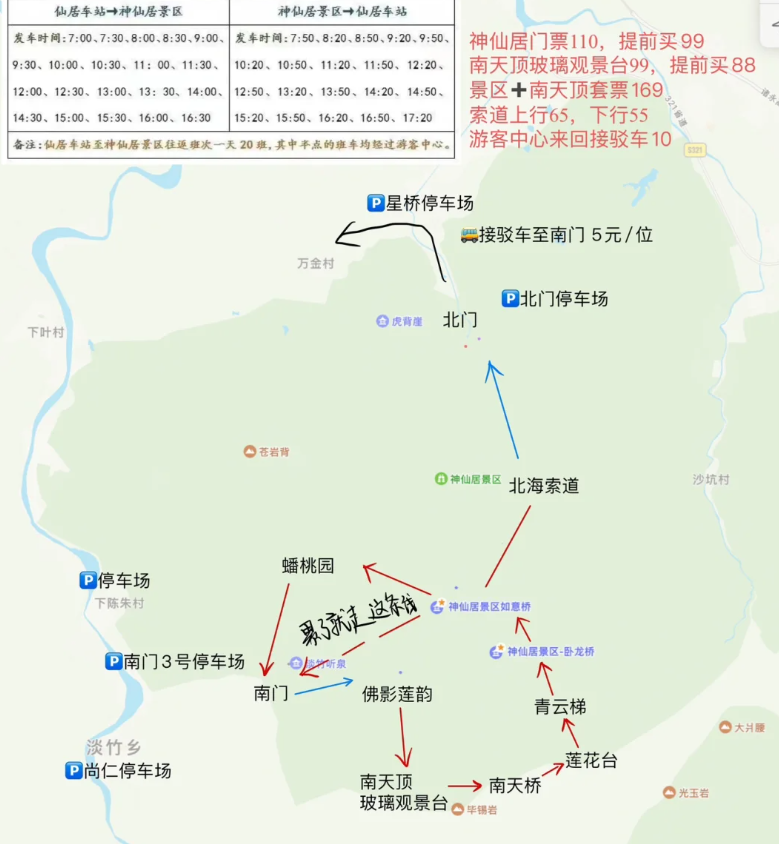 仙居车站→神仙居景区
神仙居景区→仙居车站
发车时间:7:00、7:30、8:00、8:30、9:00、
9:30、10:00、10:30、11:00、11:30、
12:00、12:30、13:00、13:30、14:00、
14:30、15:00、15:30、16:00、16:30
发车时间:7:50、8:20、8:50、9:20、9:50、
10:20、10:50、11:20、11:50、12:20、
12:50、13:20、13:50、14:20、14:50、
15:20、15:50、16:20、16:50、17:20
备注:仙居车站至神仙居景区往返班次一天20班,其中半点的班车均经过游客中心。
神仙居门票110，提前买99
南天顶玻璃观景台99，提前买88
景区➕南天顶套票169
索道上行65，下行55
游客中心来回接驳车10
321省道
S321
P星桥停车场
接驳车至南门 5元/位
万金村
P北门停车场
下叶村
虎背崖
北门
苍岩背
神仙居景区
北海索道
沙坑村
蟠桃园
P停车场
下陈朱村
神仙居景区如意桥
累了就走这条线
神仙居景区-卧龙桥
P南门3号停车场
淡竹听泉
南门
佛影莲韵
青云梯
淡竹乡
P尚仁停车场
莲花台
南天顶
玻璃观景台
南天桥
毕锡岩
光玉岩